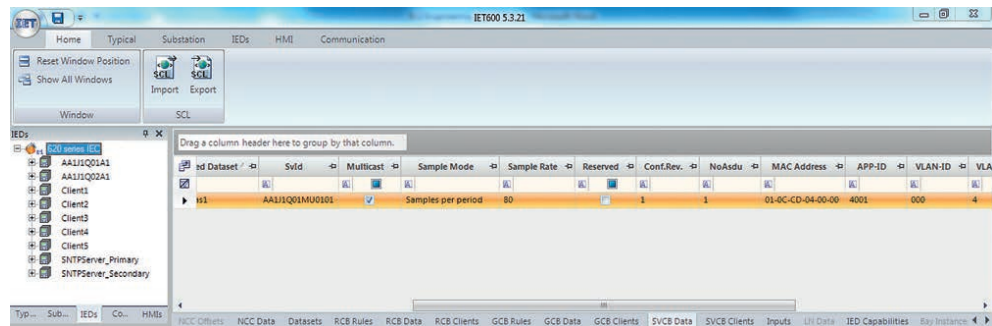 IET
IET600 5.3.21
Home Typical Substation IEDs HMI Communication
Reset Window Position
Show All Windows
SCL SCL
Import Export
Window SCL
IEDs
Drag a column header here to group by that column.
620 series IEC
AA1J1Q01A1
AA1J1Q02A1
Client1
Client2
Client3
Client4
Client5
SNTPServer_Primary
SNTPServer_Secondary
ed Dataset SvId Multicast Sample Mode Sample Rate Reserved Conf.Rev. NoAsdu MAC Address APP-ID VLAN-ID VLA
is1 AA1J1Q01MU0101 Samples per period 80 1 1 01-0C-CD-04-00-00 4001 000 4
Typ... Sub... IEDs Co... HMIs
NCC Offsets NCC Data Datasets RCB Rules RCB Data RCB Clients GCB Rules GCB Data GCB Clients SVCB Data SVCB Clients Inputs LN Data IED Capabilities Bay Instance